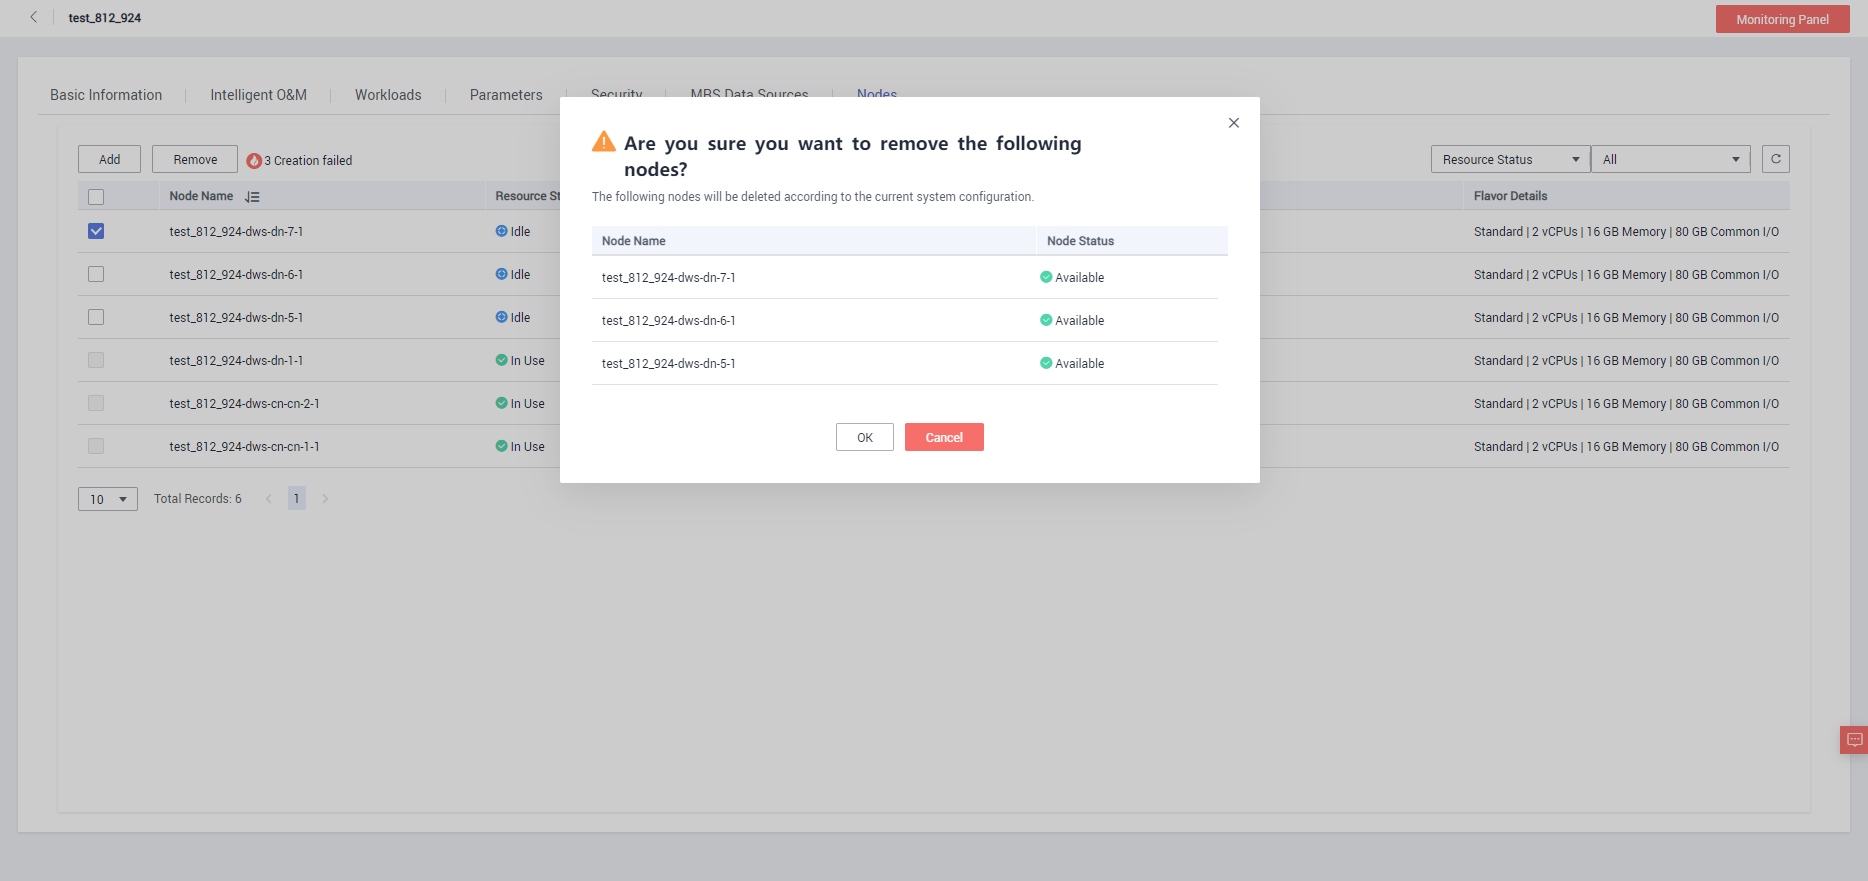 test_812_924
Monitoring Panel
Basic Information
Intelligent O&M
Workloads
Parameters
Security
MRS Data Sources
Nodes
Add
Remove
3 Creation failed
Resource Status
All
Node Name
Resource St
Flavor Details
test_812_924-dws-dn-7-1
Idle
Standard | 2 vCPUs | 16 GB Memory | 80 GB Common I/O
test_812_924-dws-dn-6-1
Idle
Standard | 2 vCPUs | 16 GB Memory | 80 GB Common I/O
test_812_924-dws-dn-5-1
Idle
Standard | 2 vCPUs | 16 GB Memory | 80 GB Common I/O
test_812_924-dws-dn-1-1
In Use
Standard | 2 vCPUs | 16 GB Memory | 80 GB Common I/O
test_812_924-dws-cn-cn-2-1
In Use
Standard | 2 vCPUs | 16 GB Memory | 80 GB Common I/O
test_812_924-dws-cn-cn-1-1
In Use
Standard | 2 vCPUs | 16 GB Memory | 80 GB Common I/O
10
Total Records: 6
1
Are you sure you want to remove the following
nodes?
The following nodes will be deleted according to the current system configuration.
Node Name
Node Status
test_812_924-dws-dn-7-1
Available
test_812_924-dws-dn-6-1
Available
test_812_924-dws-dn-5-1
Available
OK
Cancel